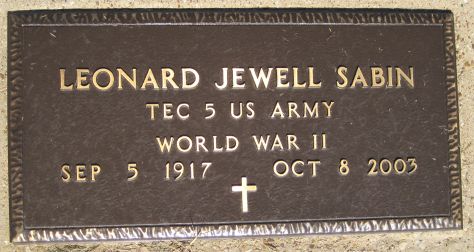 LEONARD JEWELL SABIN
TEC 5 US ARMY
WORLD WAR II
SEP 5 1917 OCT 8 2003